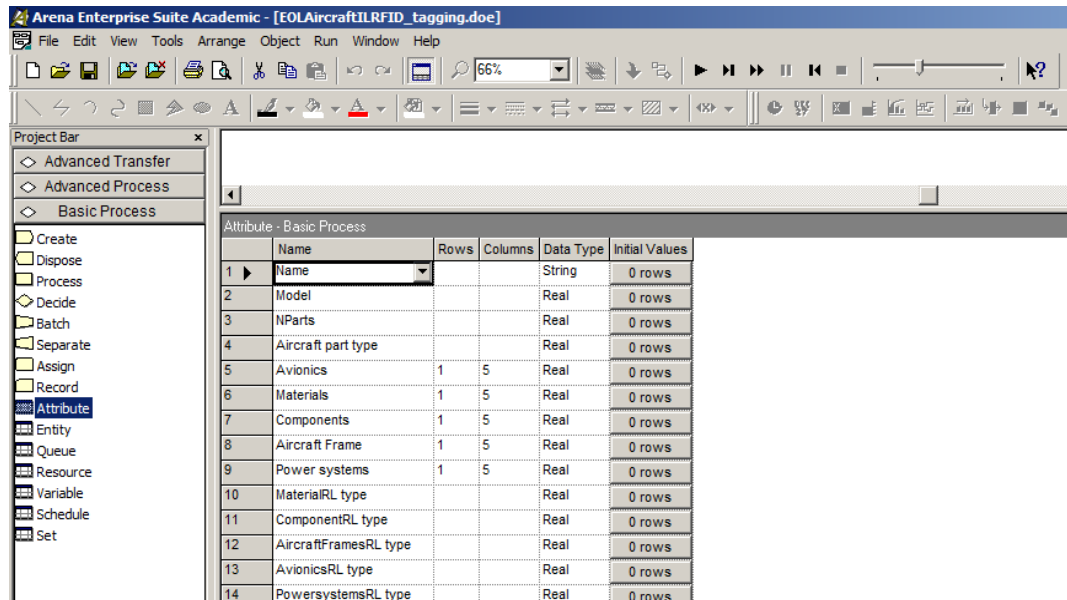 Arena Enterprise Suite Academic - [EOLAircraftILRFID_tagging.doe]
File Edit View Tools Arrange Object Run Window Help
66%
A A
Project Bar x
Advanced Transfer
Advanced Process
Basic Process
Create
Dispose
Process
Decide
Batch
Separate
Assign
Record
Attribute
Entity
Queue
Resource
Variable
Schedule
Set
Attribute - Basic Process
Name Rows Columns Data Type Initial Values
1 Name String 0 rows
2 Model Real 0 rows
3 NParts Real 0 rows
4 Aircraft part type Real 0 rows
5 Avionics 1 5 Real 0 rows
6 Materials 1 5 Real 0 rows
7 Components 1 5 Real 0 rows
8 Aircraft Frame 1 5 Real 0 rows
9 Power systems 1 5 Real 0 rows
10 MaterialRL type Real 0 rows
11 ComponentRL type Real 0 rows
12 AircraftFramesRL type Real 0 rows
13 AvionicsRL type Real 0 rows
14 PowersystemsRL type Real 0 rows